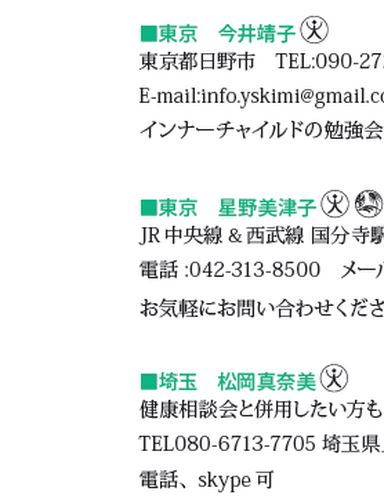 ■東京　今井靖子
東京都日野市　TEL:090-27
E-mail:info.yskimi@gmail.c
インナーチャイルドの勉強会
■東京　星野美津子
JR 中央線 & 西武線 国分寺駅
電話 :042-313-8500　メール
お気軽にお問い合わせくださ
■埼玉　松岡真奈美
健康相談会と併用したい方も
TEL080-6713-7705 埼玉県
電話、skype 可